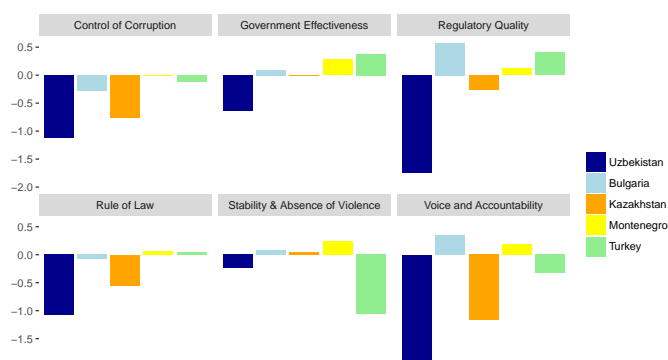 Control of Corruption
Government Effectiveness
Regulatory Quality
0.5
0.0
−0.5
−1.0
−1.5
−2.0
Rule of Law
Stability & Absence of Violence
Voice and Accountability
0.5
0.0
−0.5
−1.0
−1.5
Uzbekistan
Bulgaria
Kazakhstan
Montenegro
Turkey